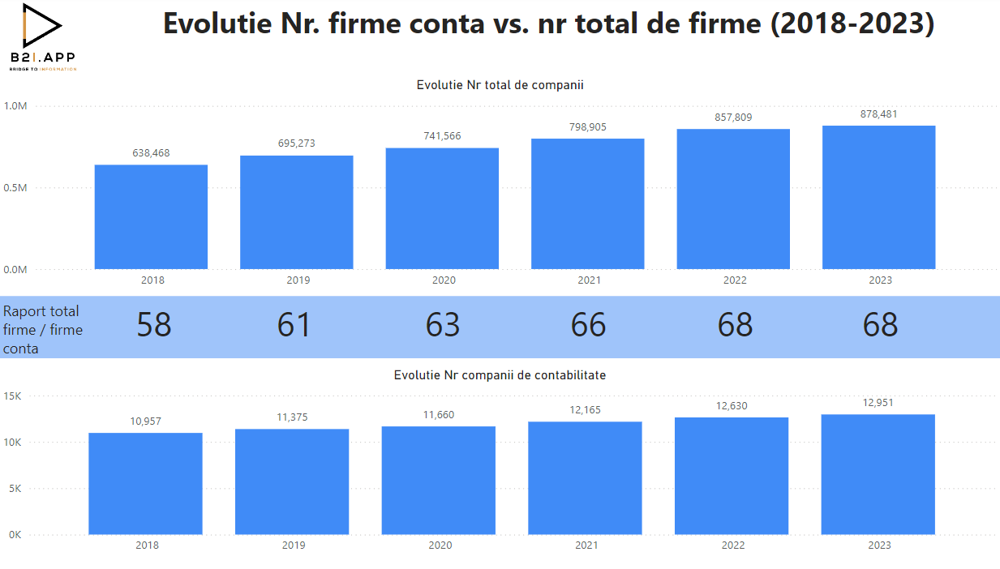 Evolutie Nr. firme conta vs. nr total de firme (2018-2023)
B2I.APP
BRIDGE TO INFORMATION
Evolutie Nr total de companii
1.0M
0.5M
0.0M
638,468
695,273
741,566
798,905
857,809
878,481
2018
2019
2020
2021
2022
2023
Raport total
firme / firme
conta
58
61
63
66
68
68
Evolutie Nr companii de contabilitate
15K
10K
5K
0K
10,957
11,375
11,660
12,165
12,630
12,951
2018
2019
2020
2021
2022
2023